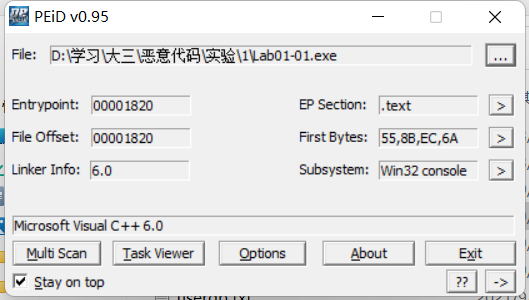 PEiD v0.95
File: D:\学习\大三\恶意代码\实验\1\Lab01-01.exe ...
Entrypoint: 00001820 EP Section: .text >
File Offset: 00001820 First Bytes: 55,8B,EC,6A >
Linker Info: 6.0 Subsystem: Win32 console >
Microsoft Visual C++ 6.0
Multi Scan Task Viewer Options About Exit
Stay on top ?? ->